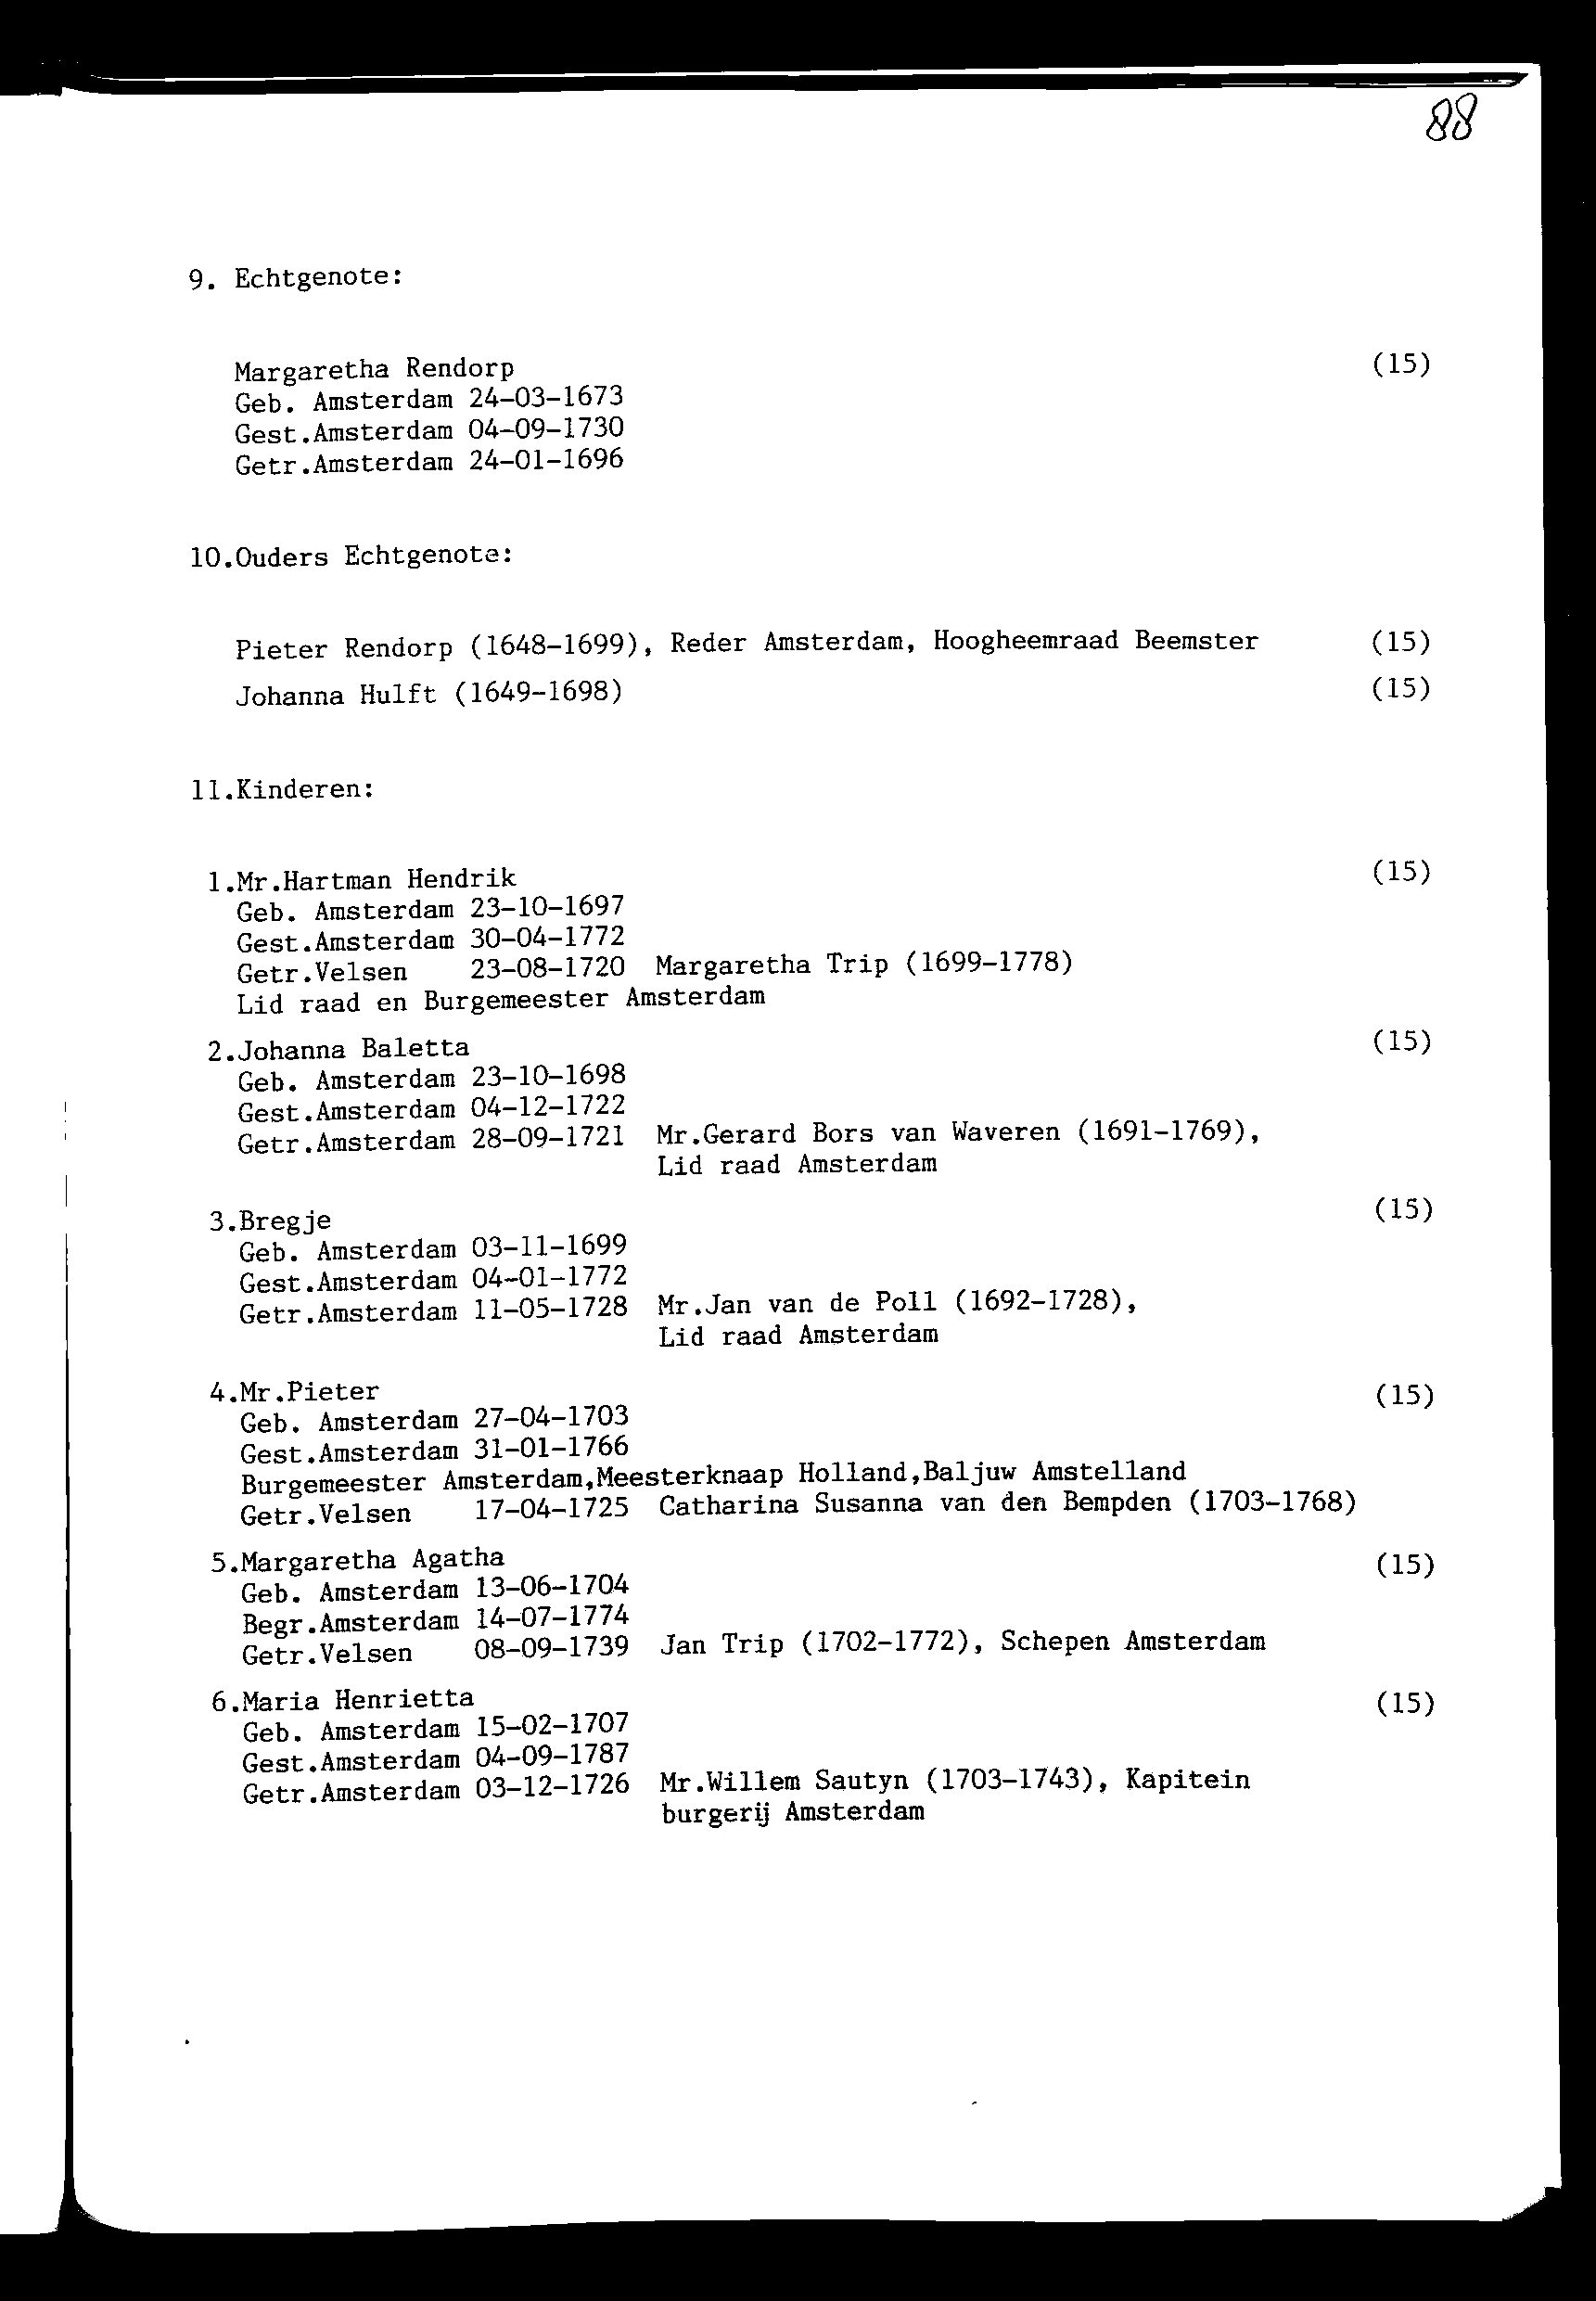 88
9. Echtgenote:
Margaretha Rendorp (15)
Geb. Amsterdam 24-03-1673
Gest.Amsterdam 04-09-1730
Getr.Amsterdam 24-01-1696
10.Ouders Echtgenote:
Pieter Rendorp (1648-1699), Reder Amsterdam, Hoogheemraad Beemster (15)
Johanna Hulft (1649-1698) (15)
11.Kinderen:
1.Mr.Hartman Hendrik (15)
Geb. Amsterdam 23-10-1697
Gest.Amsterdam 30-04-1772
Getr.Velsen 23-08-1720 Margaretha Trip (1699-1778)
Lid raad en Burgemeester Amsterdam
2.Johanna Baletta (15)
Geb. Amsterdam 23-10-1698
Gest.Amsterdam 04-12-1722
Getr.Amsterdam 28-09-1721 Mr.Gerard Bors van Waveren (1691-1769),
Lid raad Amsterdam
3.Bregje (15)
Geb. Amsterdam 03-11-1699
Gest.Amsterdam 04-01-1772
Getr.Amsterdam 11-05-1728 Mr.Jan van de Poll (1692-1728),
Lid raad Amsterdam
4.Mr.Pieter (15)
Geb. Amsterdam 27-04-1703
Gest.Amsterdam 31-01-1766
Burgemeester Amsterdam,Meesterknaap Holland,Baljuw Amstelland
Getr.Velsen 17-04-1725 Catharina Susanna van den Bempden (1703-1768)
5.Margaretha Agatha (15)
Geb. Amsterdam 13-06-1704
Begr.Amsterdam 14-07-1774
Getr.Velsen 08-09-1739 Jan Trip (1702-1772), Schepen Amsterdam
6.Maria Henrietta (15)
Geb. Amsterdam 15-02-1707
Gest.Amsterdam 04-09-1787
Getr.Amsterdam 03-12-1726 Mr.Willem Sautyn (1703-1743), Kapitein
burgerij Amsterdam